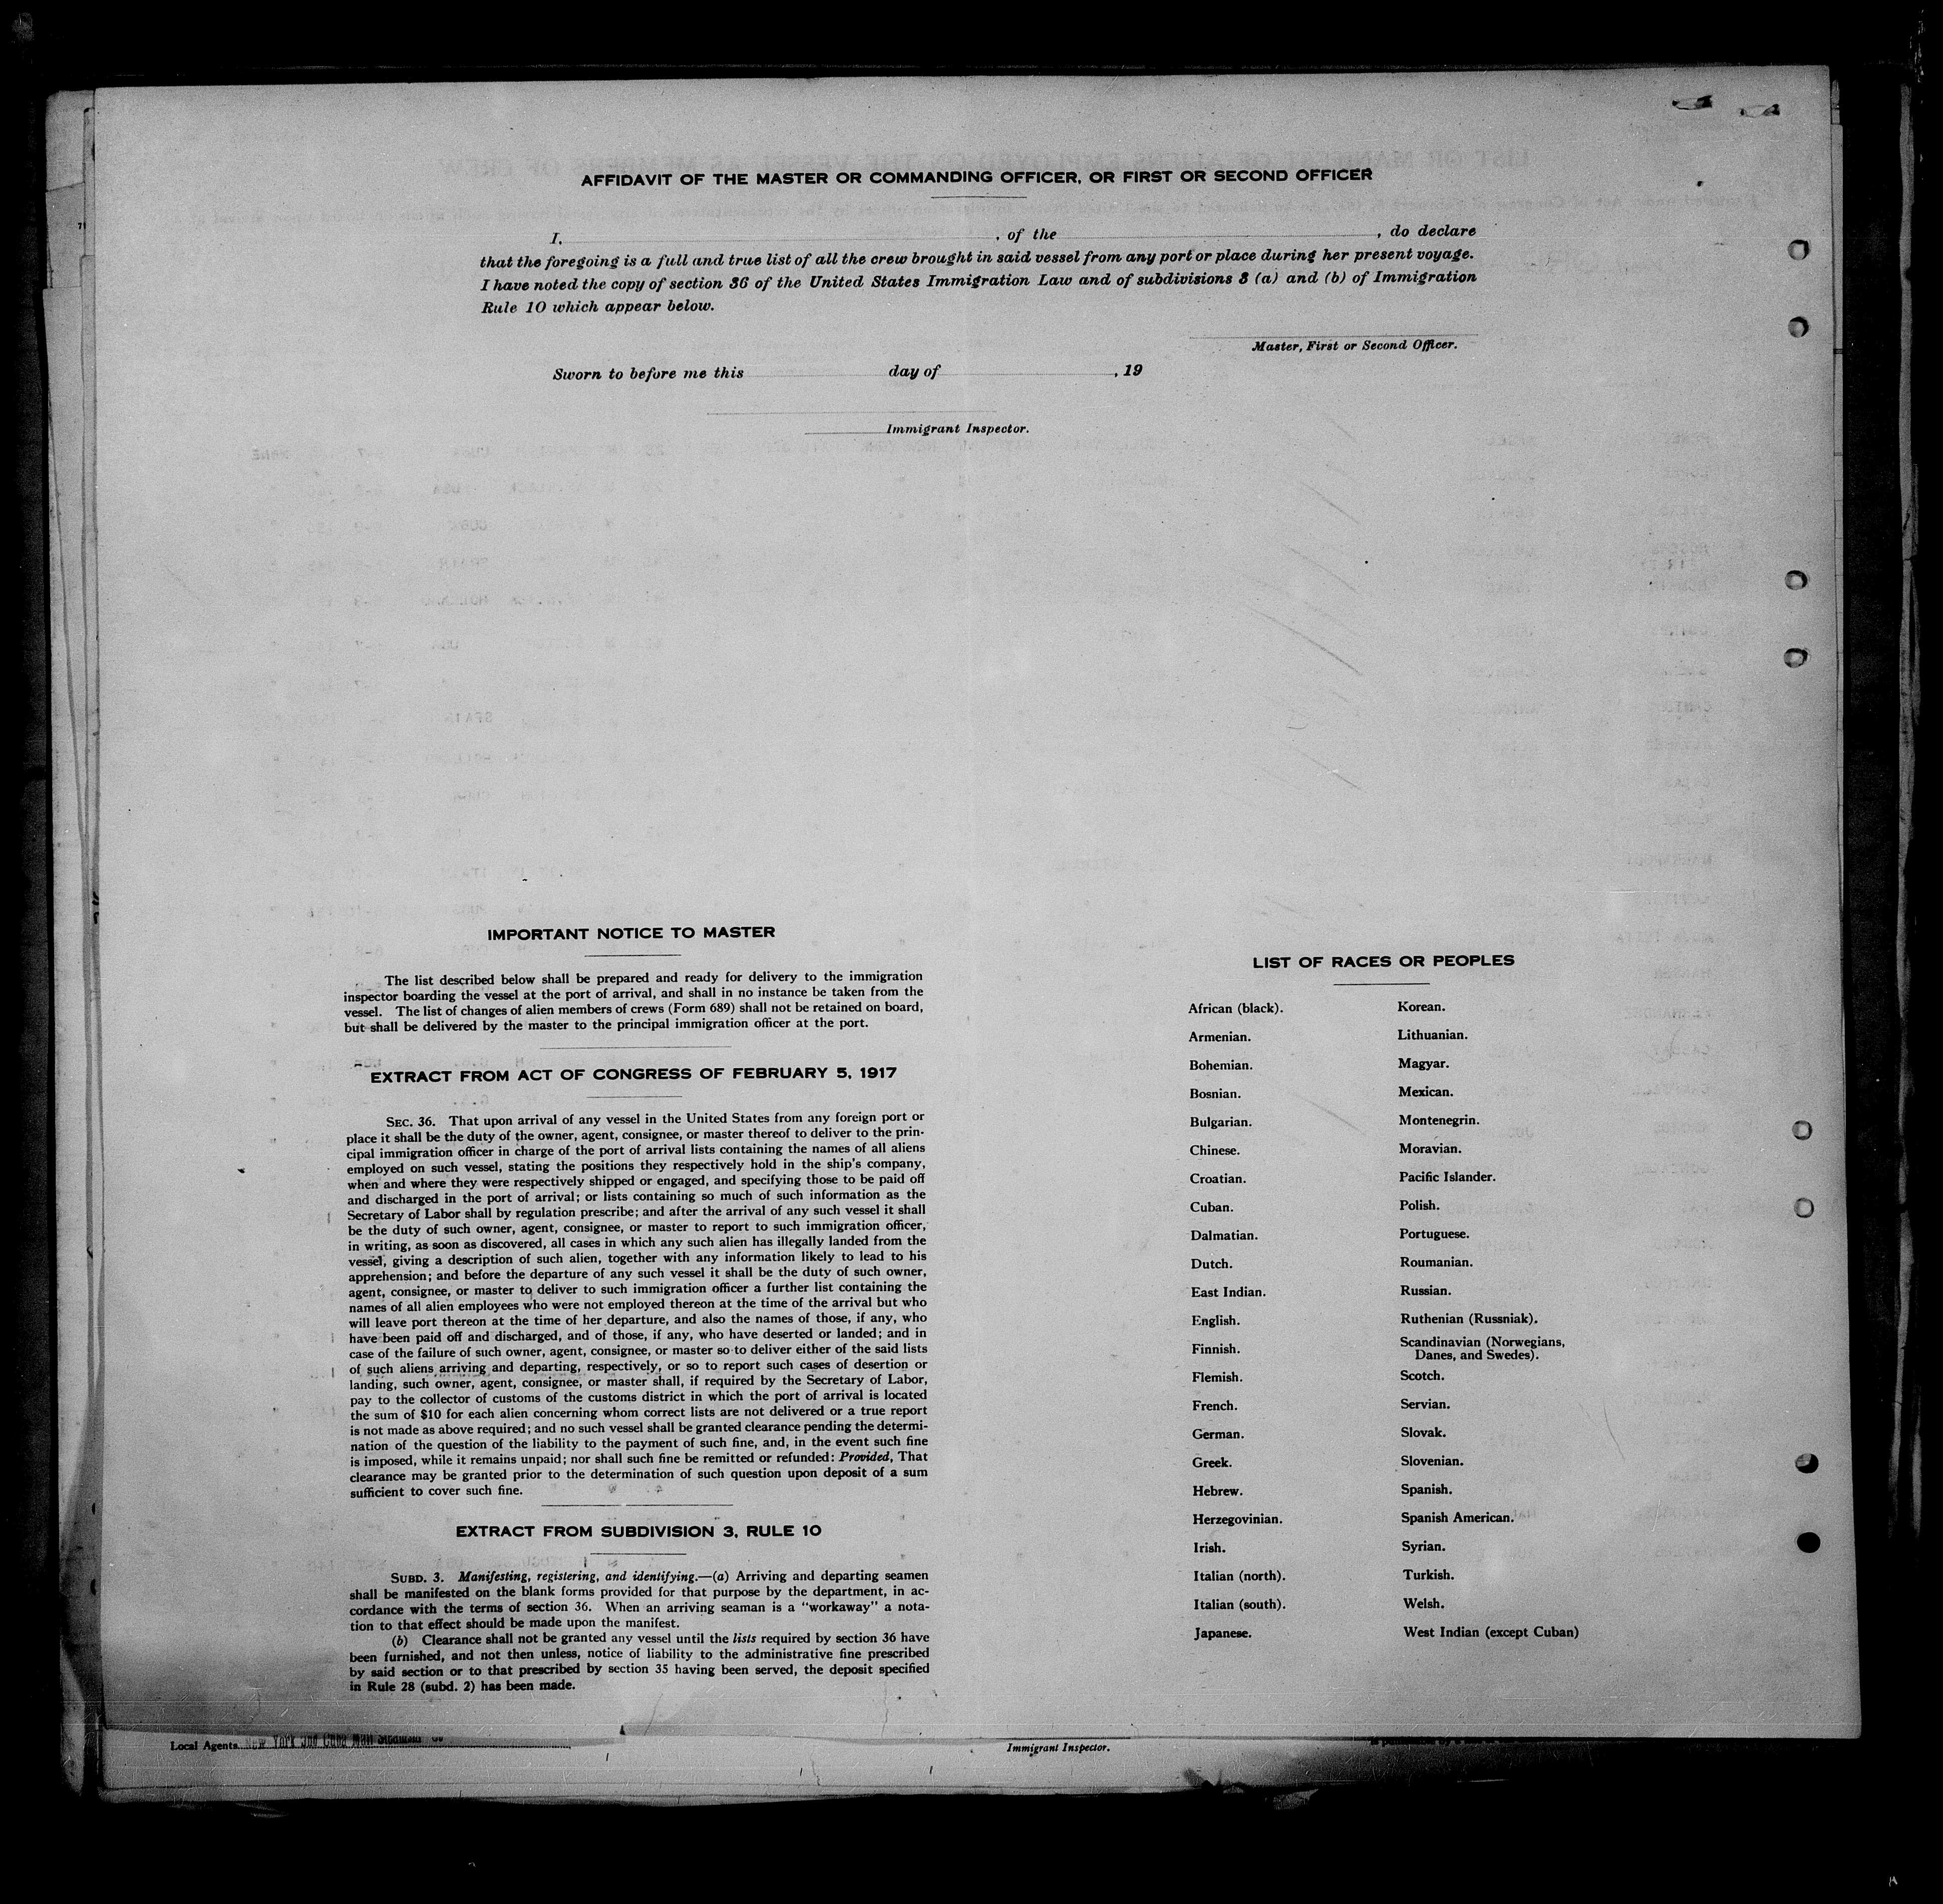 AFFIDAVIT OF THE MASTER OR COMMANDING OFFICER, OR FIRST OR SECOND OFFICER
I, , of the , do declare
that the foregoing is a full and true list of all the crew brought in said vessel from any port or place during her present voyage.
I have noted the copy of section 36 of the United States Immigration Law and of subdivisions 3 (a) and (b) of Immigration
Rule 10 which appear below.
Master, First or Second Officer.
Sworn to before me this day of , 19
Immigrant Inspector.
IMPORTANT NOTICE TO MASTER
The list described below shall be prepared and ready for delivery to the immigration
inspector boarding the vessel at the port of arrival, and shall in no instance be taken from the
vessel. The list of changes of alien members of crews (Form 689) shall not be retained on board,
but shall be delivered by the master to the principal immigration officer at the port.
EXTRACT FROM ACT OF CONGRESS OF FEBRUARY 5, 1917
SEC. 36. That upon arrival of any vessel in the United States from any foreign port or
place it shall be the duty of the owner, agent, consignee, or master thereof to deliver to the prin-
cipal immigration officer in charge of the port of arrival lists containing the names of all aliens
employed on such vessel, stating the positions they respectively hold in the ship's company,
when and where they were respectively shipped or engaged, and specifying those to be paid off
and discharged in the port of arrival; or lists containing so much of such information as the
Secretary of Labor shall by regulation prescribe; and after the arrival of any such vessel it shall
be the duty of such owner, agent, consignee, or master to report to such immigration officer,
in writing, as soon as discovered, all cases in which any such alien has illegally landed from the
vessel, giving a description of such alien, together with any information likely to lead to his
apprehension; and before the departure of any such vessel it shall be the duty of such owner,
agent, consignee, or master to deliver to such immigration officer a further list containing the
names of all alien employees who were not employed thereon at the time of the arrival but who
will leave port thereon at the time of her departure, and also the names of those, if any, who
have been paid off and discharged, and of those, if any, who have deserted or landed; and in
case of the failure of such owner, agent, consignee, or master so to deliver either of the said lists
of such aliens arriving and departing, respectively, or so to report such cases of desertion or
landing, such owner, agent, consignee, or master shall, if required by the Secretary of Labor,
pay to the collector of customs of the customs district in which the port of arrival is located
the sum of $10 for each alien concerning whom correct lists are not delivered or a true report
is not made as above required; and no such vessel shall be granted clearance pending the determi-
nation of the question of the liability to the payment of such fine, and, in the event such fine
is imposed, while it remains unpaid; nor shall such fine be remitted or refunded: Provided, That
clearance may be granted prior to the determination of such question upon deposit of a sum
sufficient to cover such fine.
EXTRACT FROM SUBDIVISION 3, RULE 10
SUBD. 3. Manifesting, registering, and identifying.—(a) Arriving and departing seamen
shall be manifested on the blank forms provided for that purpose by the department, in ac-
cordance with the terms of section 36. When an arriving seaman is a "workaway" a nota-
tion to that effect should be made upon the manifest.
(b) Clearance shall not be granted any vessel until the lists required by section 36 have
been furnished, and not then unless, notice of liability to the administrative fine prescribed
by said section or to that prescribed by section 35 having been served, the deposit specified
in Rule 28 (subd. 2) has been made.
LIST OF RACES OR PEOPLES
African (black).
Armenian.
Bohemian.
Bosnian.
Bulgarian.
Chinese.
Croatian.
Cuban.
Dalmatian.
Dutch.
East Indian.
English.
Finnish.
Flemish.
French.
German.
Greek.
Hebrew.
Herzegovinian.
Irish.
Italian (north).
Italian (south).
Japanese.
Korean.
Lithuanian.
Magyar.
Mexican.
Montenegrin.
Moravian.
Pacific Islander.
Polish.
Portuguese.
Roumanian.
Russian.
Ruthenian (Russniak).
Scandinavian (Norwegians,
Danes, and Swedes).
Scotch.
Servian.
Slovak.
Slovenian.
Spanish.
Spanish American.
Syrian.
Turkish.
Welsh.
West Indian (except Cuban)
Local Agents New York and Cuba Mail Steamship Co
Immigrant Inspector.